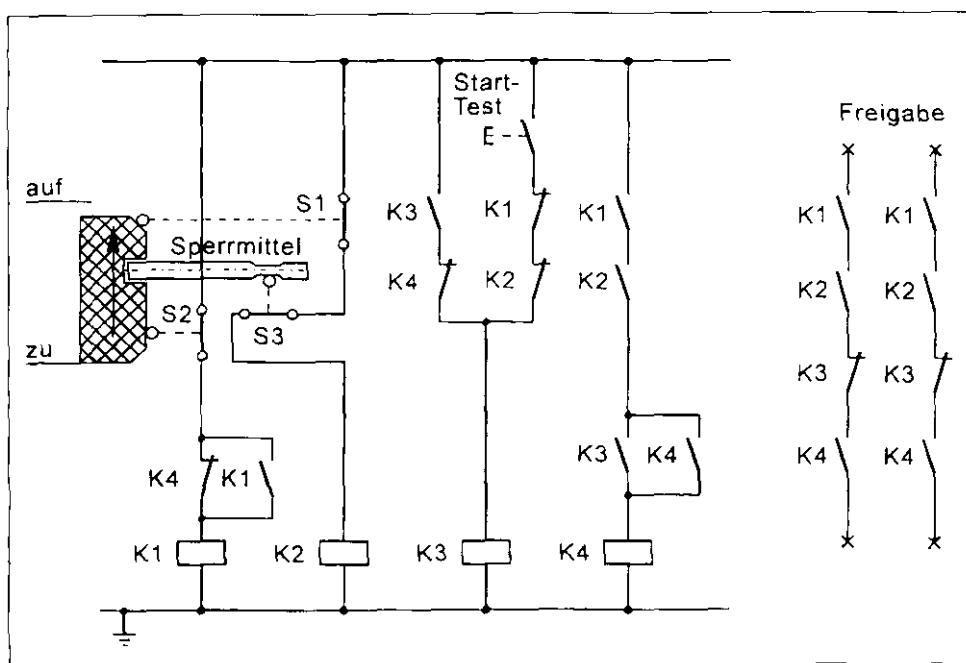 Start-
Test
E
Freigabe
auf
S1
Sperrmittel
K3
K1
K1
K1
K1
K4
K2
K2
K2
K2
S2
S3
zu
K3
K3
K4
K1
K3
K4
K4
K4
K1
K2
K3
K4